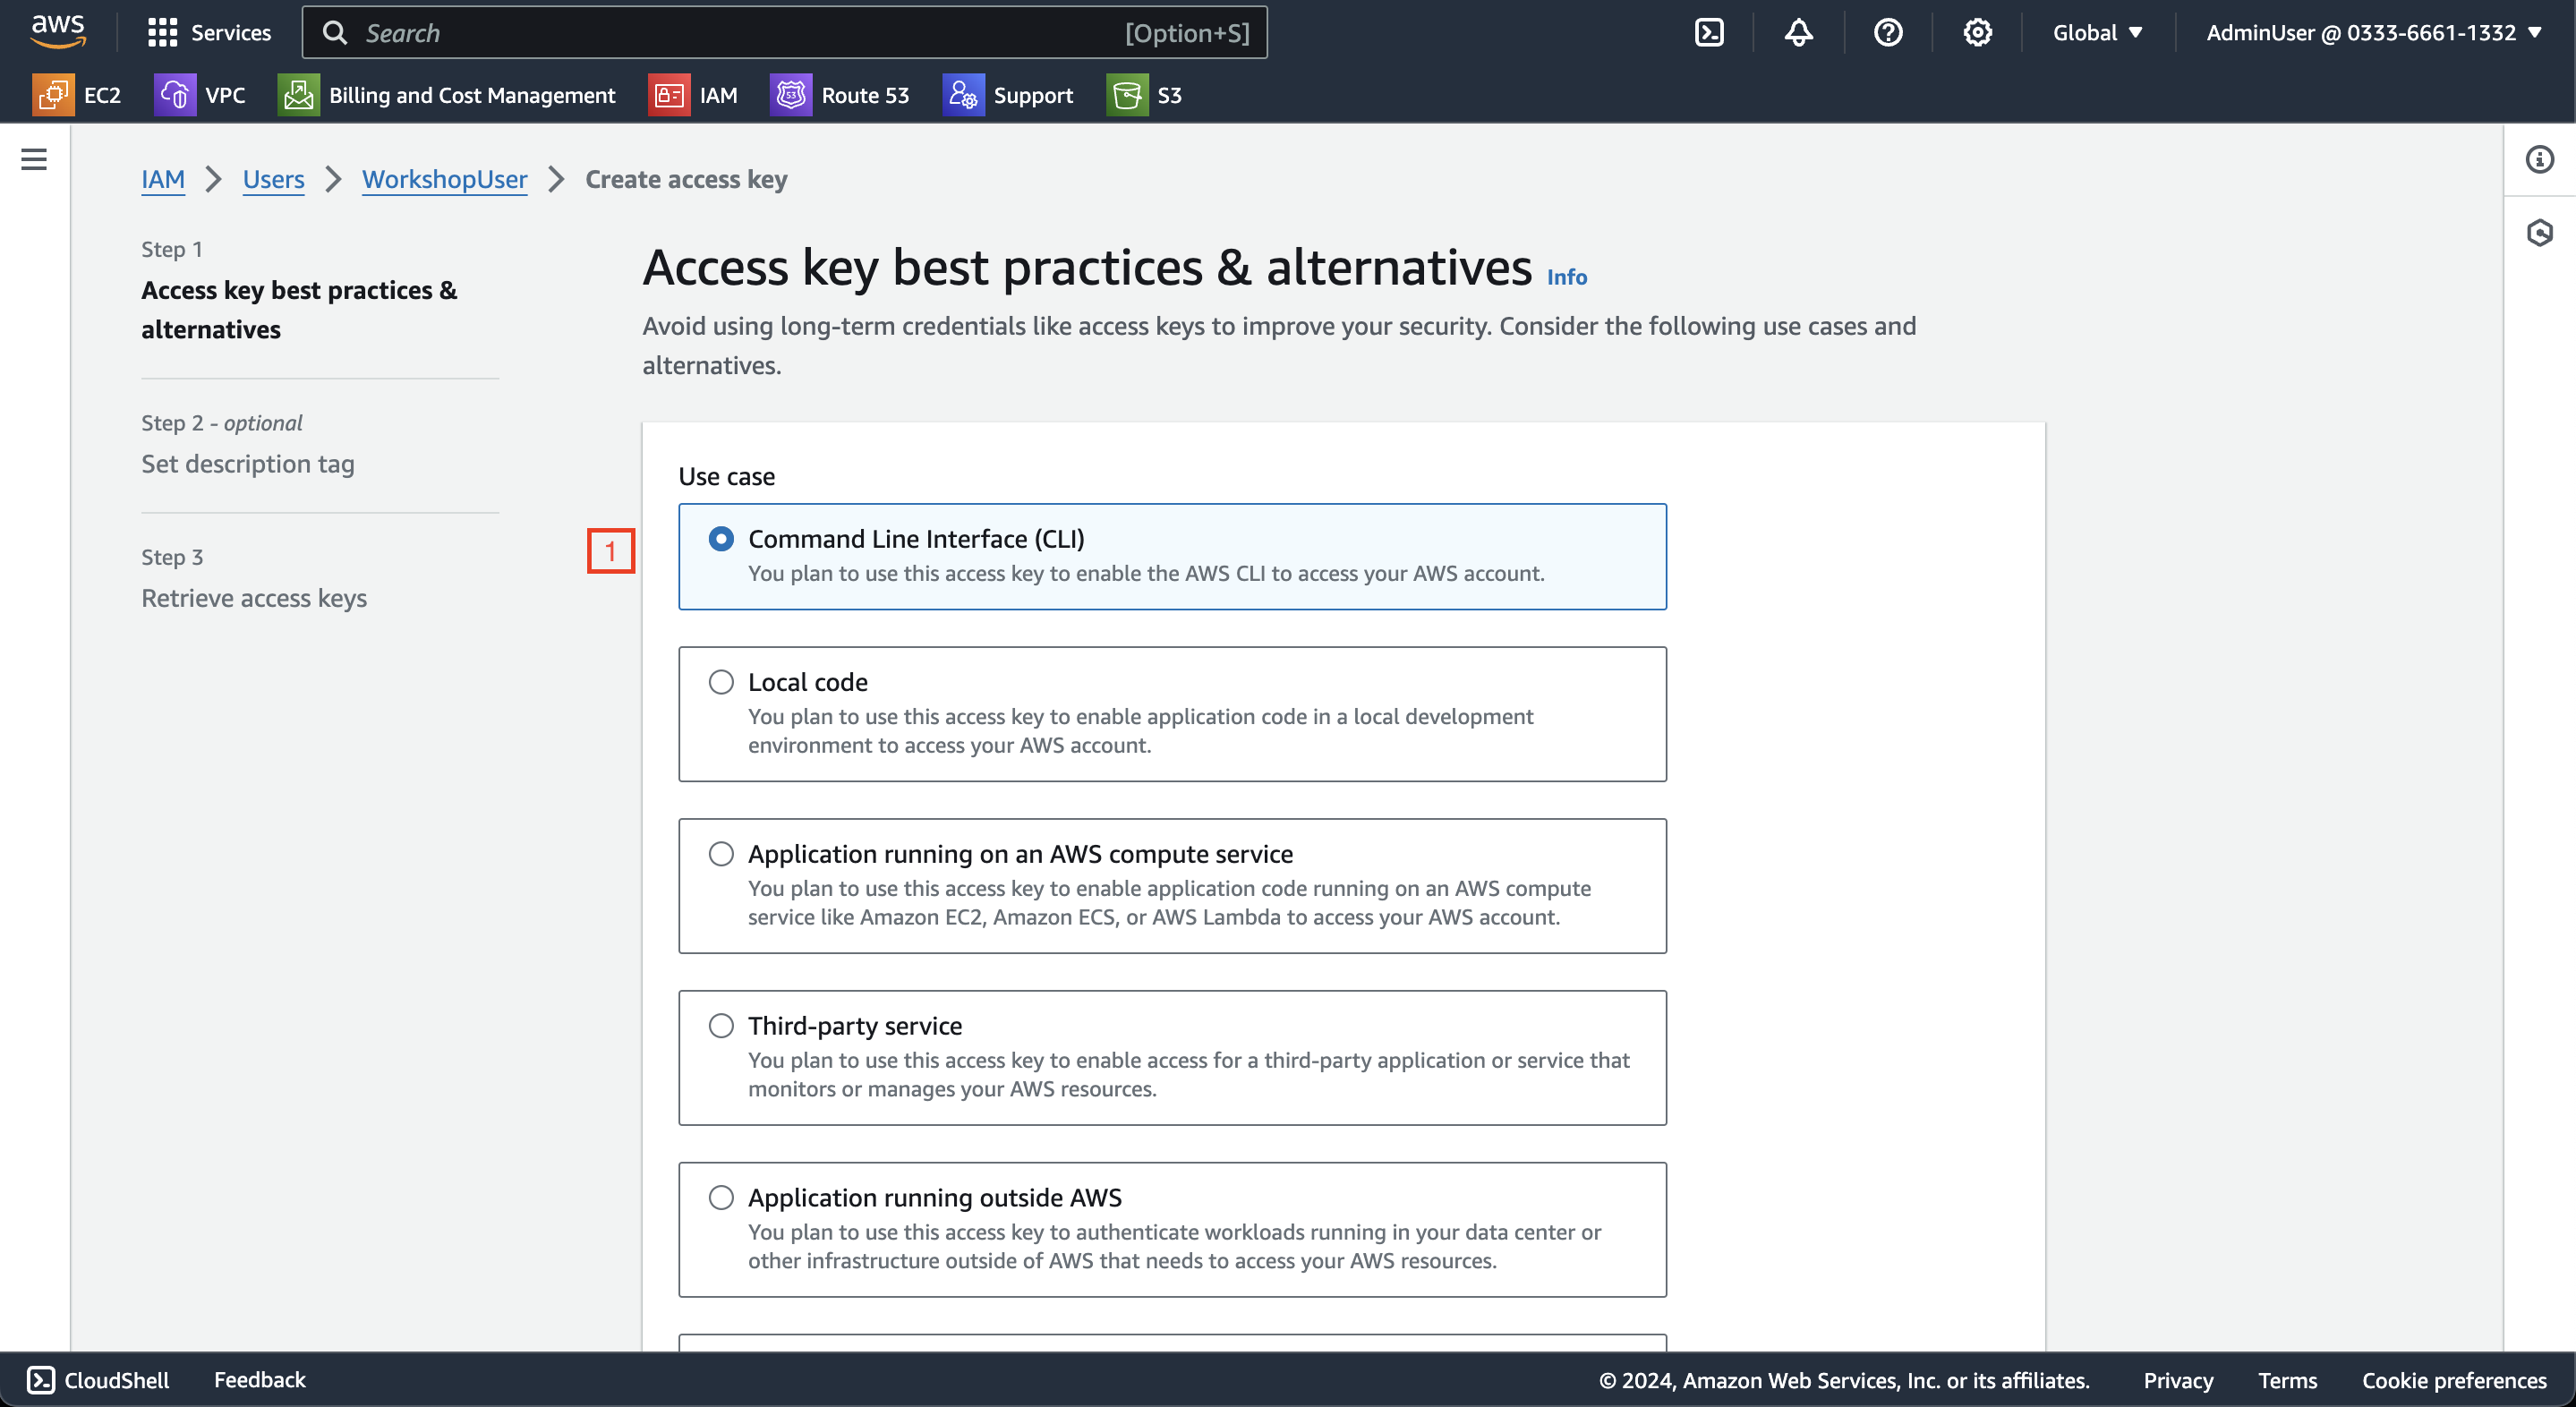 aws
Services
Search
[Option+S]
Global
AdminUser @ 0333-6661-1332
EC2
VPC
Billing and Cost Management
IAM
Route 53
Support
S3
IAM
Users
WorkshopUser
Create access key
Step 1
Access key best practices &
alternatives
Step 2 - optional
Set description tag
Step 3
Retrieve access keys
Access key best practices & alternatives Info
Avoid using long-term credentials like access keys to improve your security. Consider the following use cases and
alternatives.
Use case
1
Command Line Interface (CLI)
You plan to use this access key to enable the AWS CLI to access your AWS account.
Local code
You plan to use this access key to enable application code in a local development
environment to access your AWS account.
Application running on an AWS compute service
You plan to use this access key to enable application code running on an AWS compute
service like Amazon EC2, Amazon ECS, or AWS Lambda to access your AWS account.
Third-party service
You plan to use this access key to enable access for a third-party application or service that
monitors or manages your AWS resources.
Application running outside AWS
You plan to use this access key to authenticate workloads running in your data center or
other infrastructure outside of AWS that needs to access your AWS resources.
CloudShell
Feedback
© 2024, Amazon Web Services, Inc. or its affiliates.
Privacy
Terms
Cookie preferences